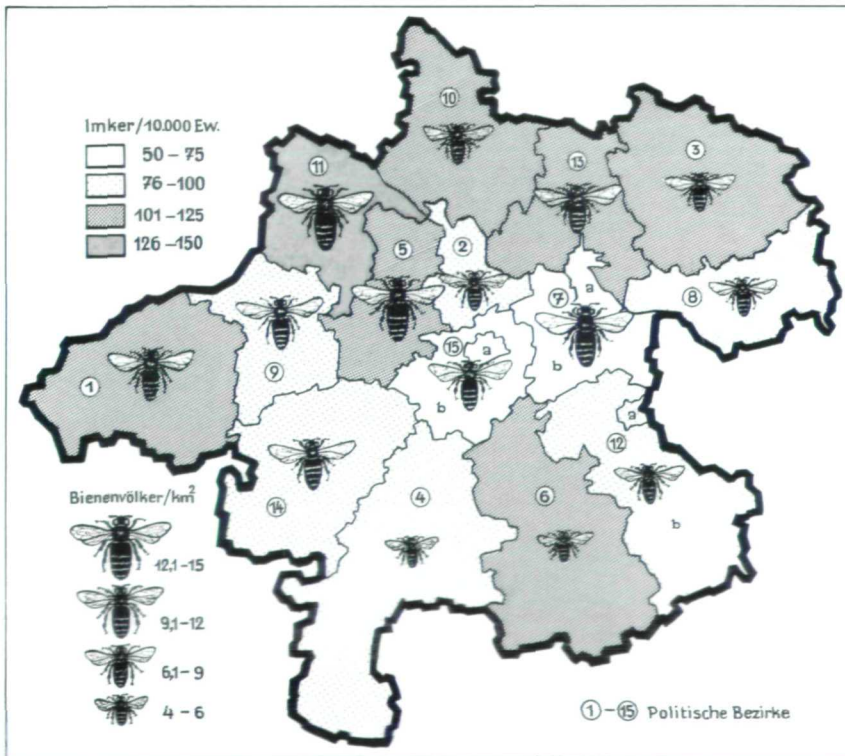 Imker/10.000 Ew.
50 – 75
76 – 100
101 – 125
126 – 150
10
11
13
3
5
2
7
a
8
15
a
b
b
9
1
a
12
14
4
6
b
Bienenvölker/km²
12,1 – 15
9,1 – 12
6,1 – 9
4 – 6
1 – 15 Politische Bezirke